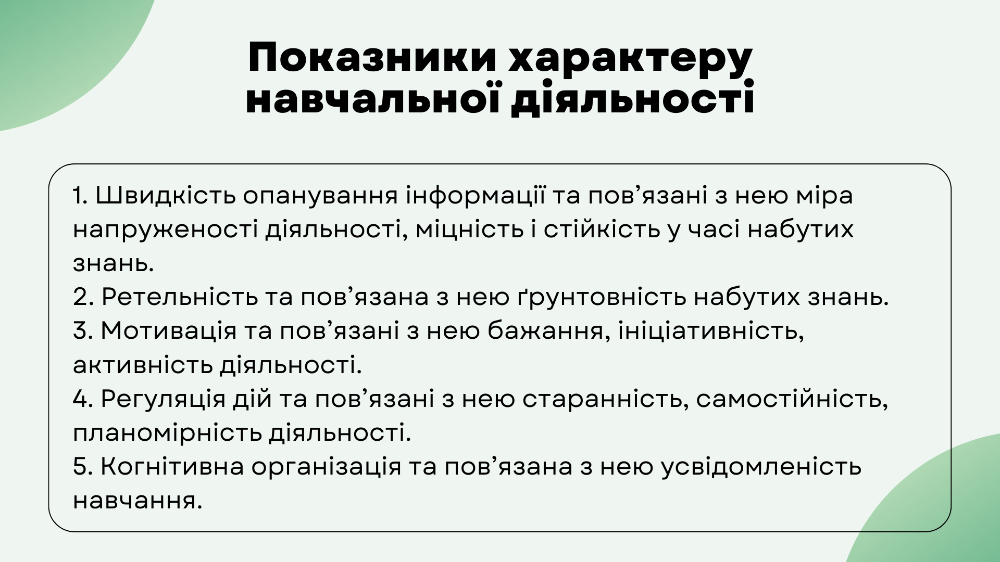 Показники характеру
навчальної діяльності
1. Швидкість опанування інформації та пов’язані з нею міра
напруженості діяльності, міцність і стійкість у часі набутих
знань.
2. Ретельність та пов’язана з нею ґрунтовність набутих знань.
3. Мотивація та пов’язані з нею бажання, ініціативність,
активність діяльності.
4. Регуляція дій та пов’язані з нею старанність, самостійність,
планомірність діяльності.
5. Когнітивна організація та пов’язана з нею усвідомленість
навчання.